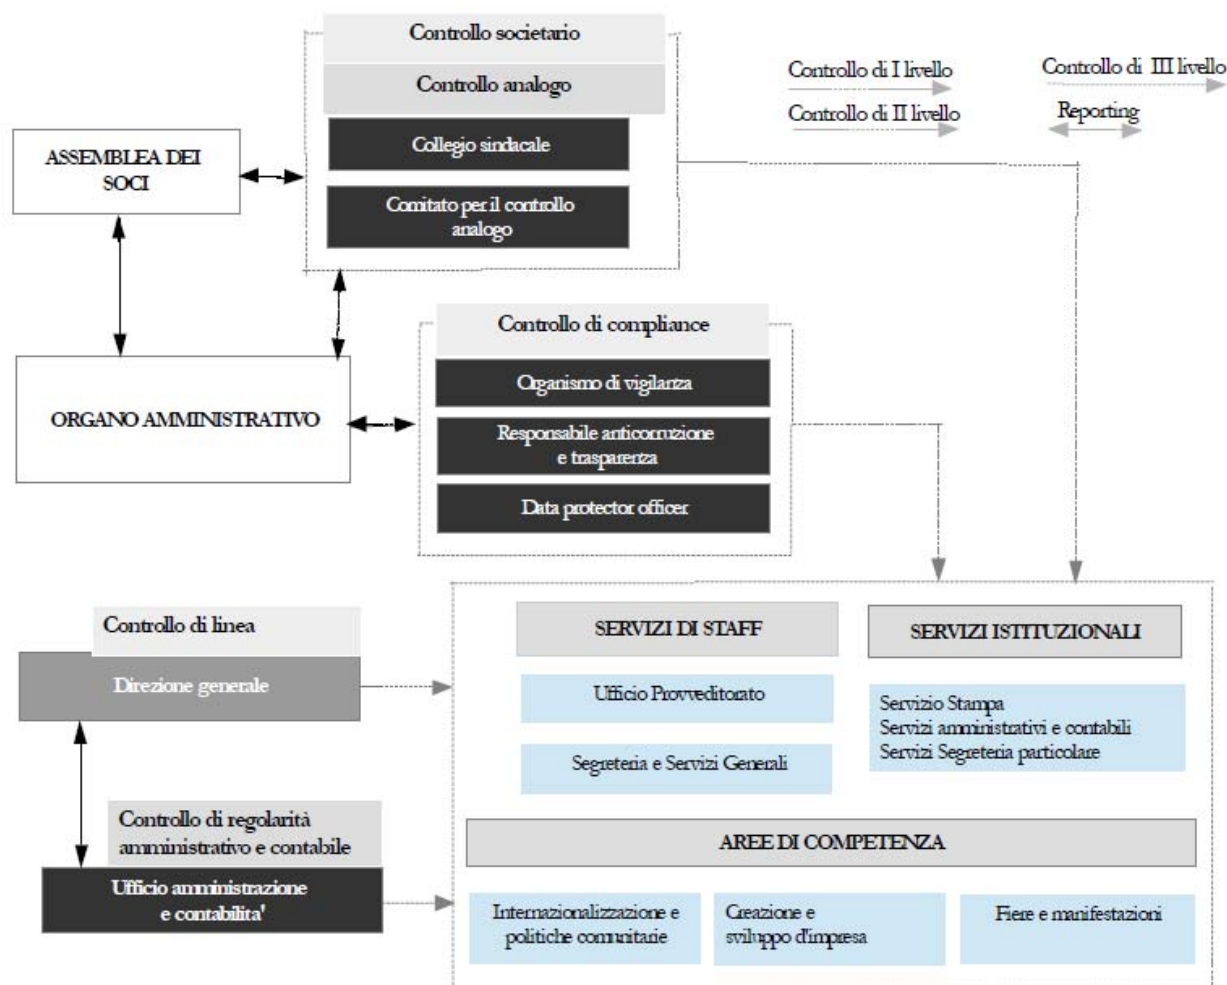 Controllo societario
Controllo analogo
Collegio sindacale
Comitato per il controllo
analogo
Controllo di I livello
Controllo di III livello
Controllo di II livello
Reporting
ASSEMBLEA DEI
SOCI
Controllo di compliance
Organismo di vigilanza
Responsabile anticorruzione
e trasparenza
Data protector officer
ORGANO AMMINISTRATIVO
Controllo di linea
Direzione generale
Controllo di regolarità
amministrativo e contabile
Ufficio amministrazione
e contabilita'
SERVIZI DI STAFF
Ufficio Provveditorato
Segreteria e Servizi Generali
SERVIZI ISTITUZIONALI
Servizio Stampa
Servizi amministrativi e contabili
Servizi Segreteria particolare
AREE DI COMPETENZA
Internazionalizzazione e
politiche comunitarie
Creazione e
sviluppo d'impresa
Fiere e manifestazioni